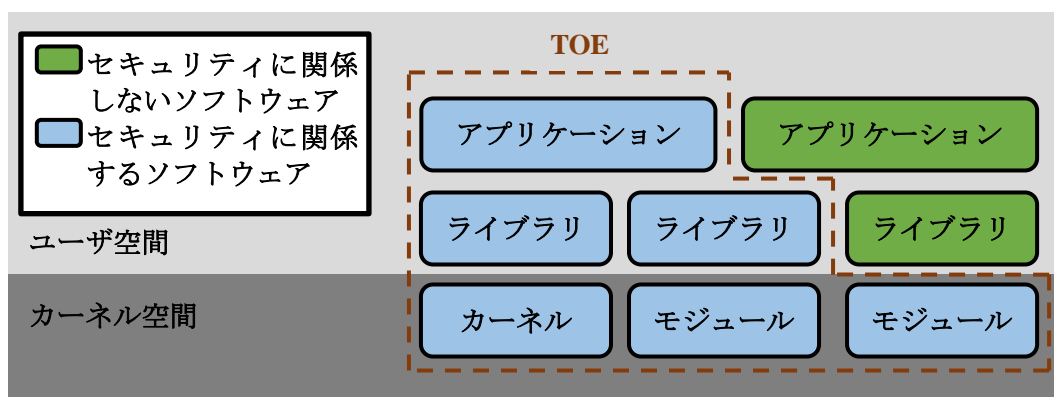 セキュリティに関係
しないソフトウェア
セキュリティに関係
するソフトウェア
TOE
アプリケーション
アプリケーション
ライブラリ
ライブラリ
ライブラリ
ユーザ空間
カーネル空間
カーネル
モジュール
モジュール